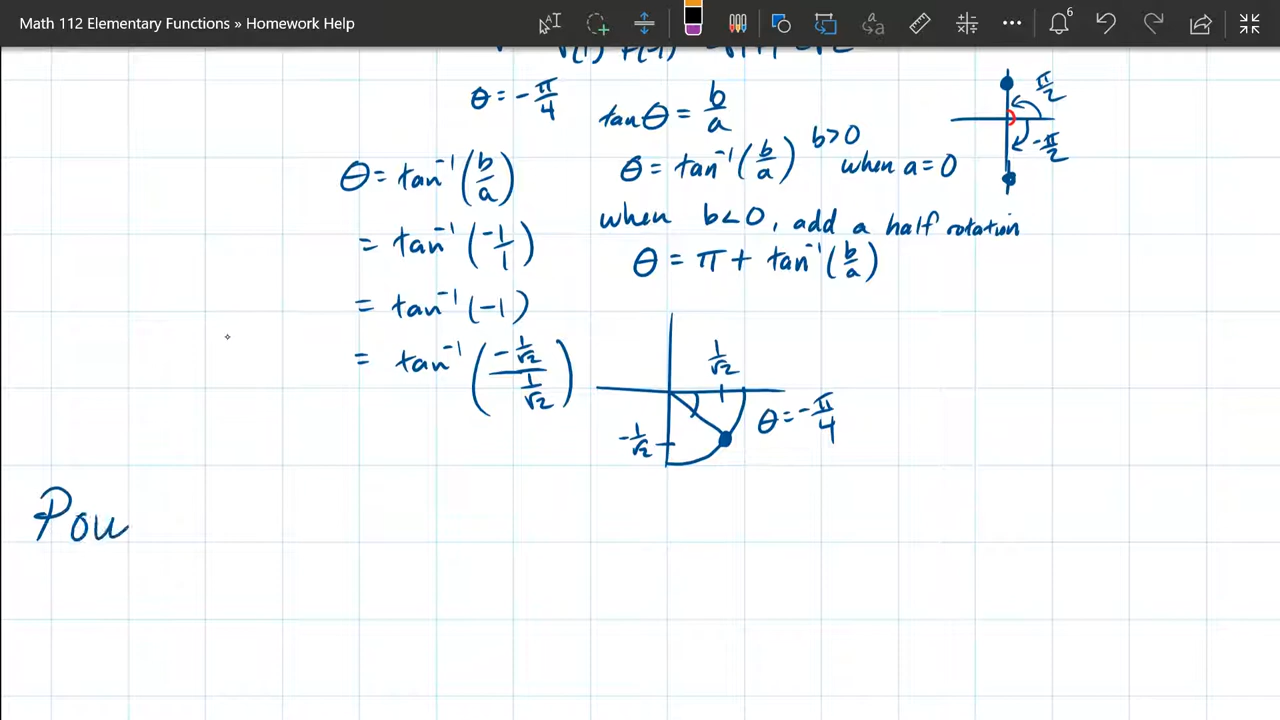 Math 112 Elementary Functions » Homework Help
6
θ = -π/4
tanθ = b/a
π/2
-π/2
θ = tan⁻¹(b/a)
θ = tan⁻¹(b/a) b>0 when a = 0
= tan⁻¹(-1/1)
when b<0, add a half rotation
θ = π + tan⁻¹(b/a)
= tan⁻¹(-1)
= tan⁻¹(-1/√2 / 1/√2)
1/√2
θ = -π/4
-1/√2
Pow